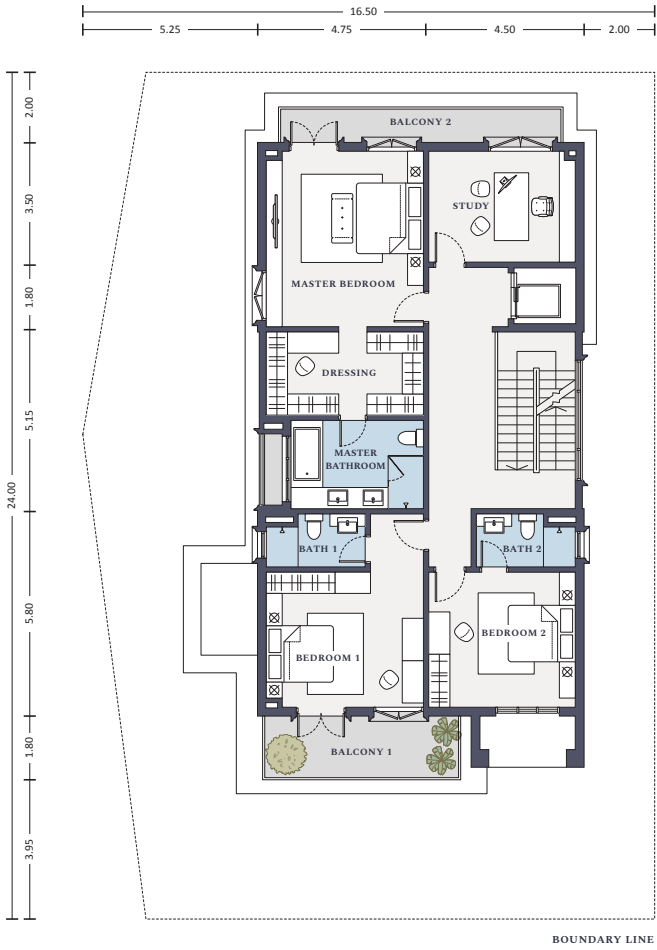 16.50
5.25
4.75
4.50
2.00
2.00
3.50
1.80
5.15
24.00
5.80
1.80
3.95
BALCONY 2
STUDY
MASTER BEDROOM
DRESSING
MASTER
BATHROOM
BATH 1
BATH 2
BEDROOM 1
BEDROOM 2
BALCONY 1
BOUNDARY LINE